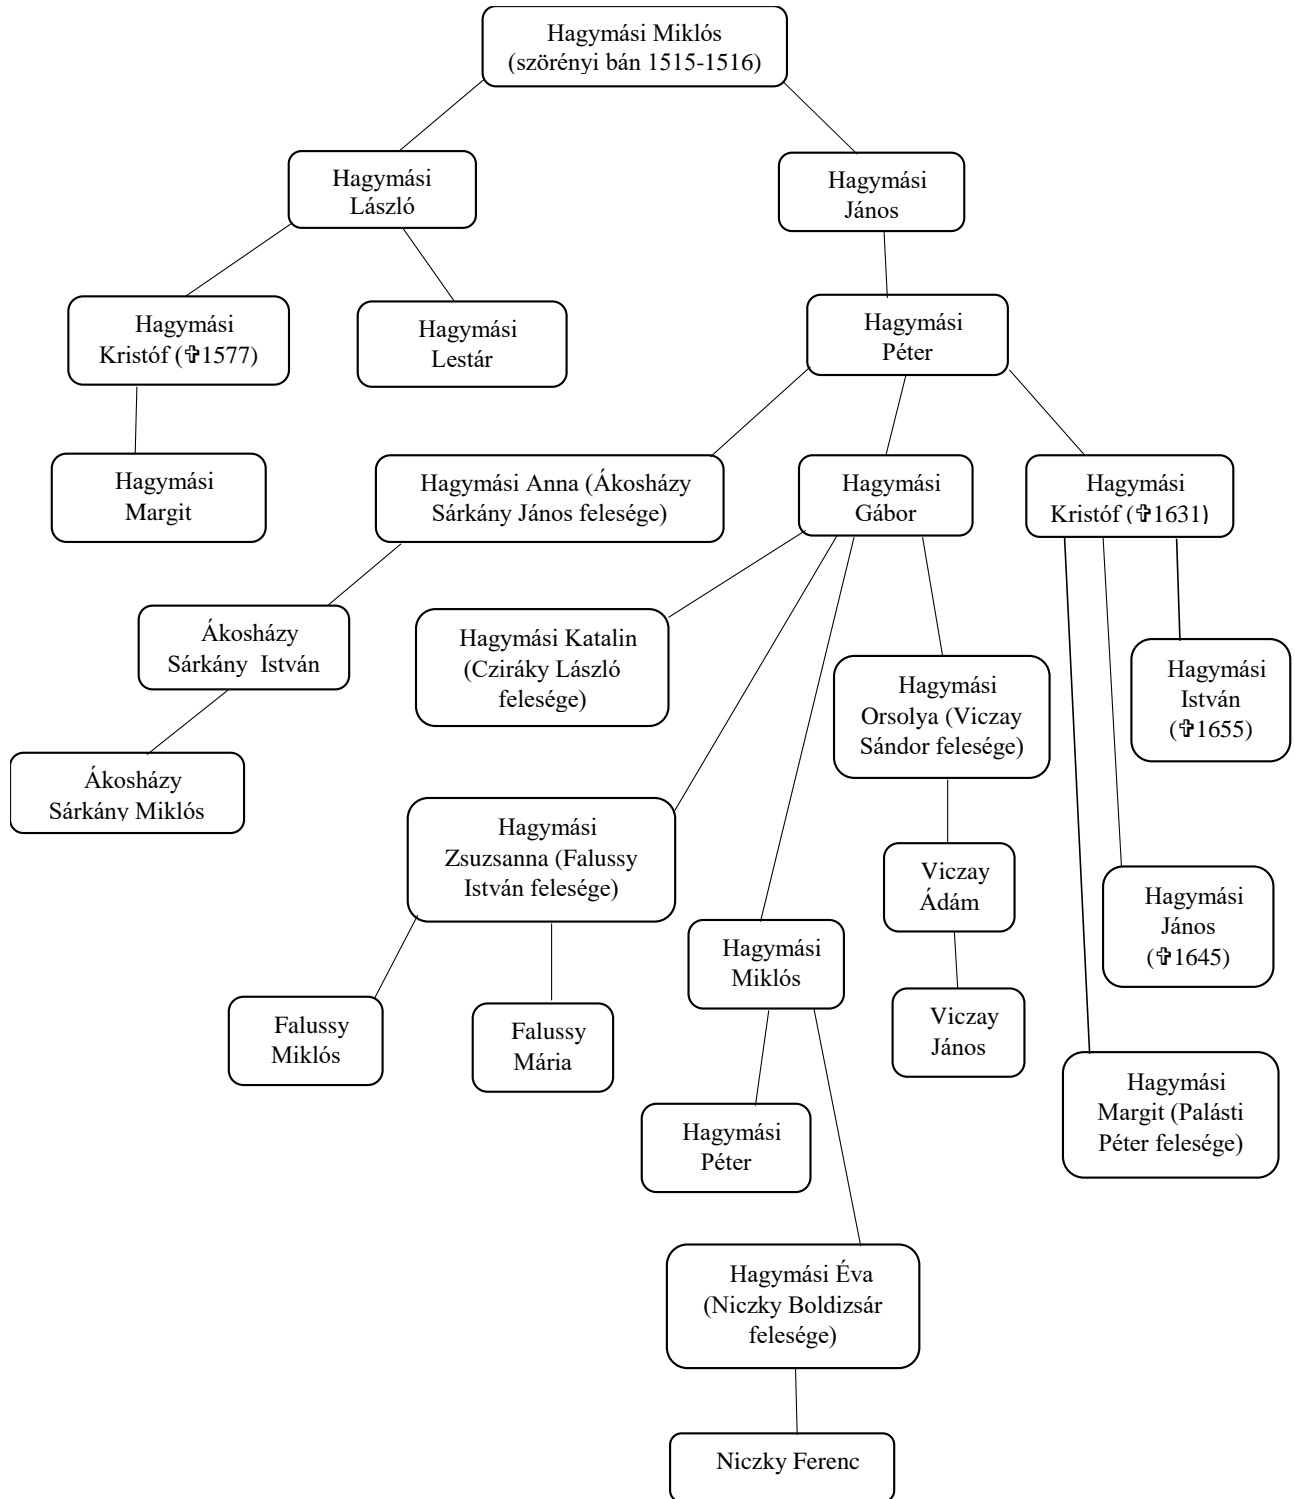 Hagymási Miklós
(szörényi bán 1515-1516)
Hagymási
László
Hagymási
János
Hagymási
Kristóf (✞1577)
Hagymási
Lestár
Hagymási
Péter
Hagymási
Margit
Hagymási Anna (Ákosházy
Sárkány János felesége)
Hagymási
Gábor
Hagymási
Kristóf (✞1631)
Ákosházy
Sárkány István
Hagymási Katalin
(Cziráky László
felesége)
Hagymási
Orsolya (Viczay
Sándor felesége)
Hagymási
István
(✞1655)
Ákosházy
Sárkány Miklós
Hagymási
Zsuzsanna (Falussy
István felesége)
Viczay
Ádám
Hagymási
János
(✞1645)
Hagymási
Miklós
Falussy
Miklós
Falussy
Mária
Viczay
János
Hagymási
Margit (Palásti
Péter felesége)
Hagymási
Péter
Hagymási Éva
(Niczky Boldizsár
felesége)
Niczky Ferenc